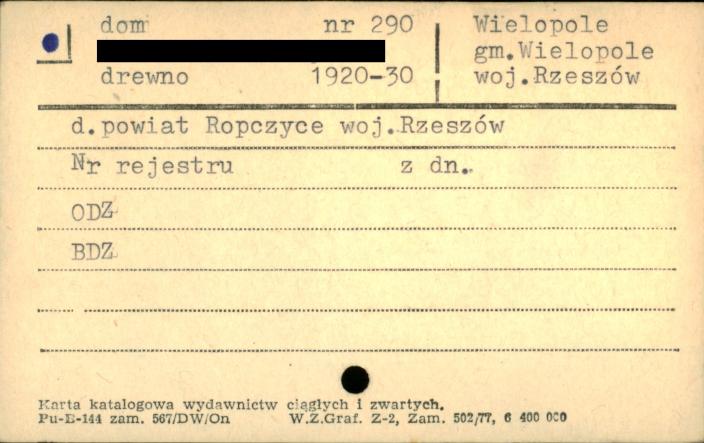 dom nr 290
drewno 1920-30
Wielopole
gm.Wielopole
woj.Rzeszów
d.powiat Ropczyce woj.Rzeszów
Nr rejestru z dn.
ODZ
BDZ
Karta katalogowa wydawnictw ciągłych i zwartych.
Pu-B-144 zam. 567/DW/On W.Z.Graf. Z-2, Zam. 502/77, 6 400 000